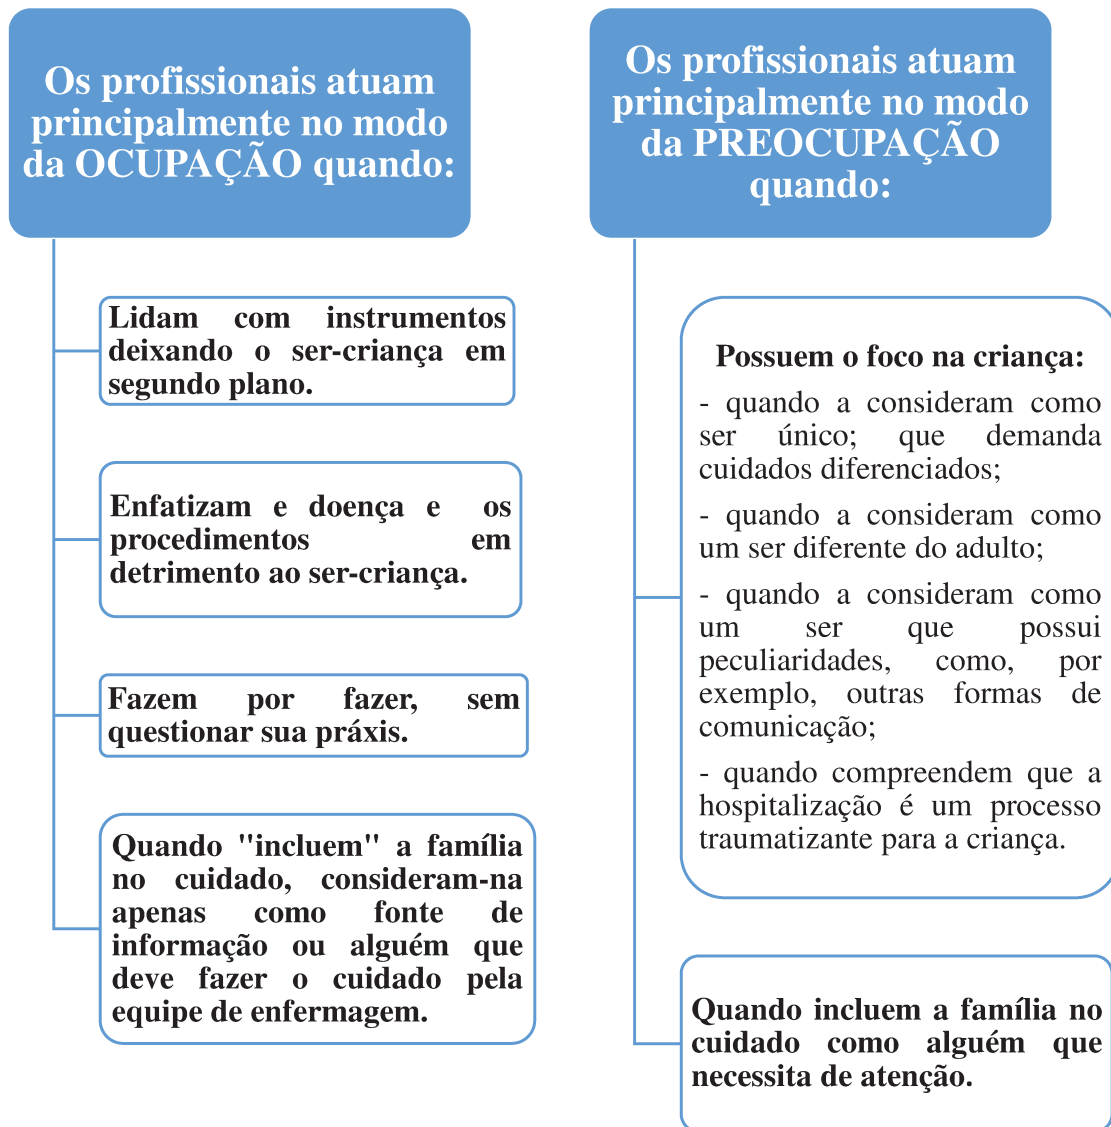 Os profissionais atuam
principalmente no modo
da OCUPAÇÃO quando:
Lidam com instrumentos
deixando o ser-criança em
segundo plano.
Enfatizam e doença e os
procedimentos em
detrimento ao ser-criança.
Fazem por fazer, sem
questionar sua práxis.
Quando "incluem" a família
no cuidado, consideram-na
apenas como fonte de
informação ou alguém que
deve fazer o cuidado pela
equipe de enfermagem.
Os profissionais atuam
principalmente no modo
da PREOCUPAÇÃO
quando:
Possuem o foco na criança:
- quando a consideram como
ser único; que demanda
cuidados diferenciados;
- quando a consideram como
um ser diferente do adulto;
- quando a consideram como
um ser que possui
peculiaridades, como, por
exemplo, outras formas de
comunicação;
- quando compreendem que a
hospitalização é um processo
traumatizante para a criança.
Quando incluem a família no
cuidado como alguém que
necessita de atenção.